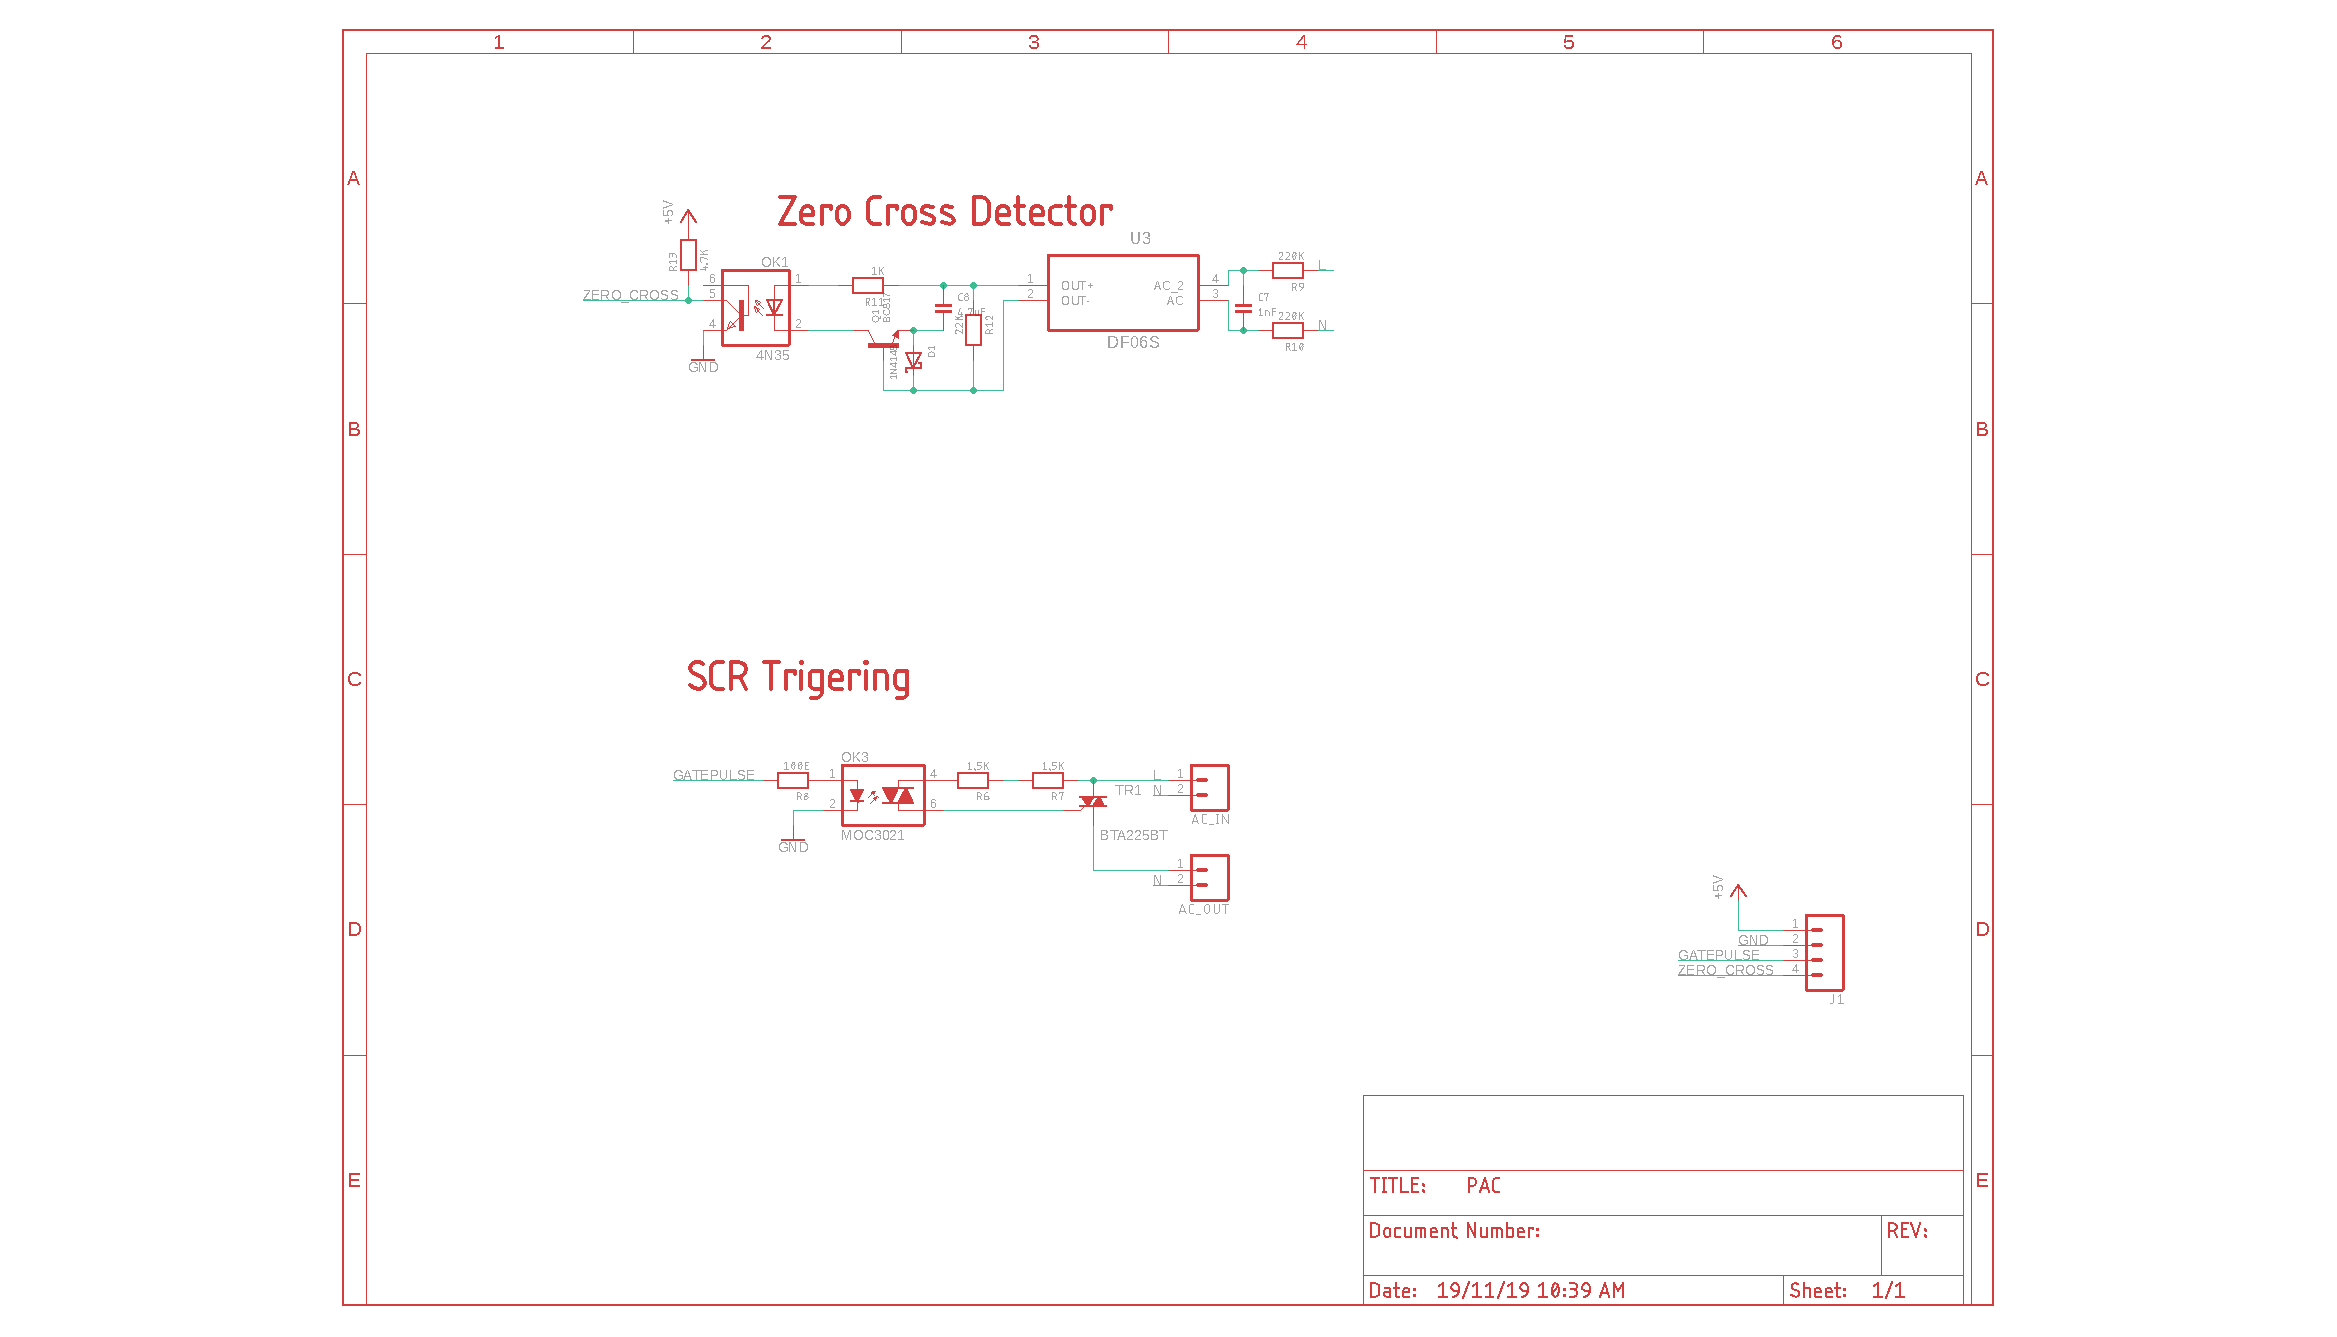 1 2 3 4 5 6
A A
Zero Cross Detector
+5V
R13
4.7K
OK1
6
5
4
1
2
4N35
ZERO_CROSS
GND
1K
R11
Q1
BC817
C8
22K
R12
1N4148
D1
U3
1
2
OUT+
OUT-
AC_2
AC
4
3
DF06S
220K
L
R9
C7
1nF
220K
N
R10
B B
SCR Trigering
C C
GATEPULSE
100E
R8
OK3
1
2
4
6
MOC3021
GND
1.5K
R6
1.5K
R7
TR1
BTA225BT
L 1
N 2
AC_IN
1
N 2
AC_OUT
+5V
1
GND 2
GATEPULSE 3
ZERO_CROSS 4
J1
D D
E E
TITLE: PAC
Document Number:
REV:
Date: 19/11/19 10:39 AM
Sheet: 1/1